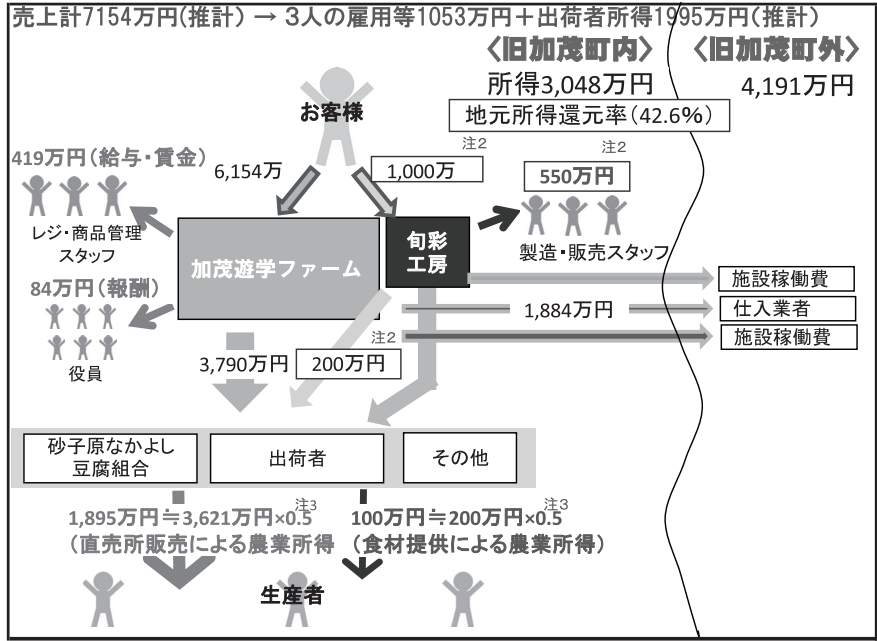 売上計7154万円(推計) → 3人の雇用等1053万円＋出荷者所得1995万円(推計)
〈旧加茂町内〉
〈旧加茂町外〉
所得3,048万円
4,191万円
地元所得還元率(42.6%)
お客様
注2
注2
419万円(給与・賃金)
6,154万
1,000万
550万円
レジ・商品管理
スタッフ
加茂遊学ファーム
旬彩
工房
製造・販売スタッフ
施設稼働費
84万円(報酬)
1,884万円
仕入業者
注2
施設稼働費
役員
3,790万円
200万円
砂子原なかよし
豆腐組合
出荷者
その他
1,895万円≒3,621万円×0.5注3
(直売所販売による農業所得
100万円≒200万円×0.5注3
(食材提供による農業所得)
生産者